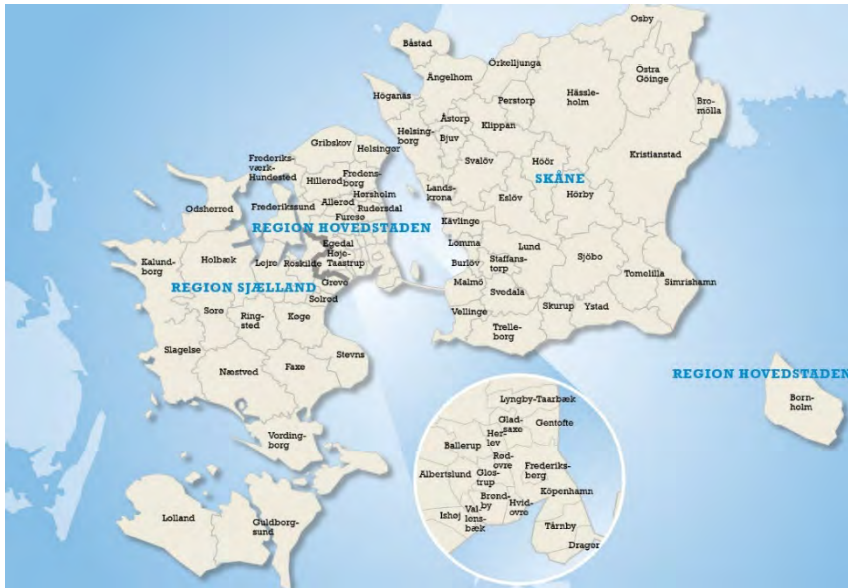 Osby
Båstad
Örkelljunga
Östra
Göinge
Ängelhom
Hässle-
holm
Höganäs
Perstorp
Bro-
mölla
Åstorp
Klippan
Helsing-
borg
Bjuv
Gribskov
Helsingør
Kristianstad
Svalöv
Höör
Frederiks-
værk-
Hundested
Hillerød
Fredens-
borg
SKÅNE
Hørsholm
Lands-
krona
Eslöv
Hörby
Allerød
Rudersdal
Frederikssund
Odsherred
Furesø
Kävlinge
REGION HOVEDSTADEN
Egedal
Lomma
Lund
Kalund-
borg
Holbæk
Lejre
Roskilde
Høje-
Taastrup
Burlöv
Staffans-
torp
Sjöbo
Tomelilla
Simrishamn
Greve
Malmö
REGION SJÆLLAND
Solrød
Svedala
Sorø
Ring-
sted
Køge
Vellinge
Skurup
Ystad
Trelle-
borg
Slagelse
Stevns
Næstved
Faxe
REGION HOVEDSTADEN
Born-
holm
Vording-
borg
Lolland
Guldborg-
sund
Lyngby-Taarbæk
Glad-
saxe
Gentofte
Her-
lev
Ballerup
Rød-
ovre
Albertslund
Glos-
trup
Frederiks-
berg
Köpenhamn
Brønd-
by
Hvid-
ovre
Ishøj
Val-
lensbæk
Tårnby
Dragør